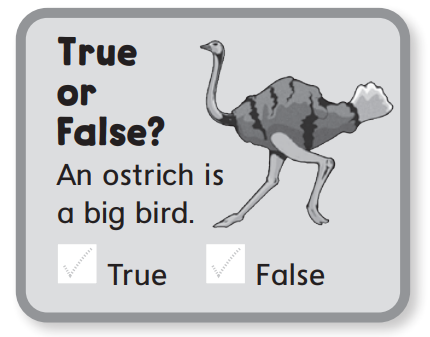 True
or
False?
An ostrich is
a big bird.
True False